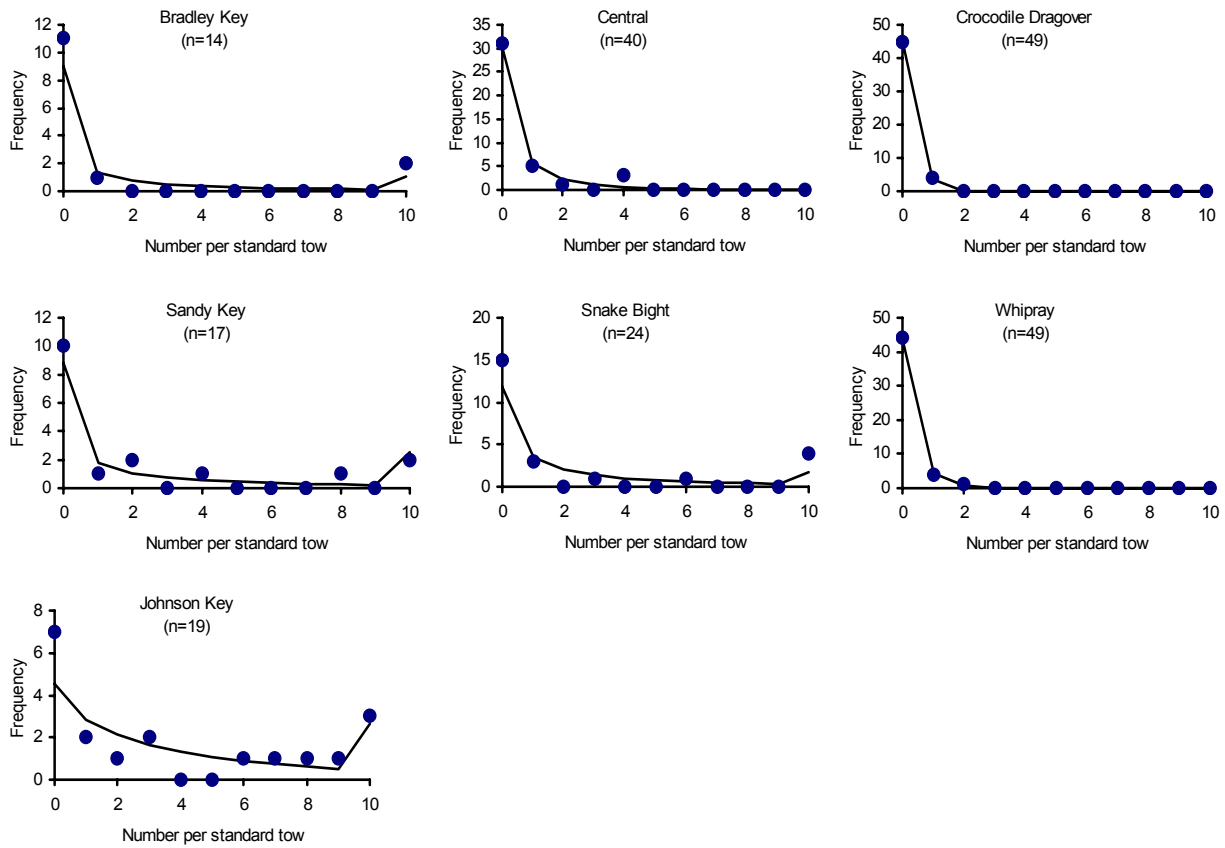 Bradley Key
(n=14)
12
10
8
6
4
2
0
Frequency
0 2 4 6 8 10
Number per standard tow
Central
(n=40)
35
30
25
20
15
10
5
0
Frequency
0 2 4 6 8 10
Number per standard tow
Crocodile Dragover
(n=49)
50
40
30
20
10
0
Frequency
0 2 4 6 8 10
Number per standard tow
Sandy Key
(n=17)
12
10
8
6
4
2
0
Frequency
0 2 4 6 8 10
Number per standard tow
Snake Bight
(n=24)
20
15
10
5
0
Frequency
0 2 4 6 8 10
Number per standard tow
Whipray
(n=49)
50
40
30
20
10
0
Frequency
0 2 4 6 8 10
Number per standard tow
Johnson Key
(n=19)
8
6
4
2
0
Frequency
0 2 4 6 8 10
Number per standard tow